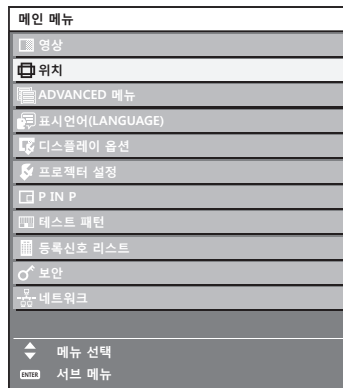 메인 메뉴
영상
위치
ADVANCED 메뉴
표시언어(LANGUAGE)
디스플레이 옵션
프로젝터 설정
P IN P
테스트 패턴
등록신호 리스트
보안
네트워크
메뉴 선택
ENTER 서브 메뉴